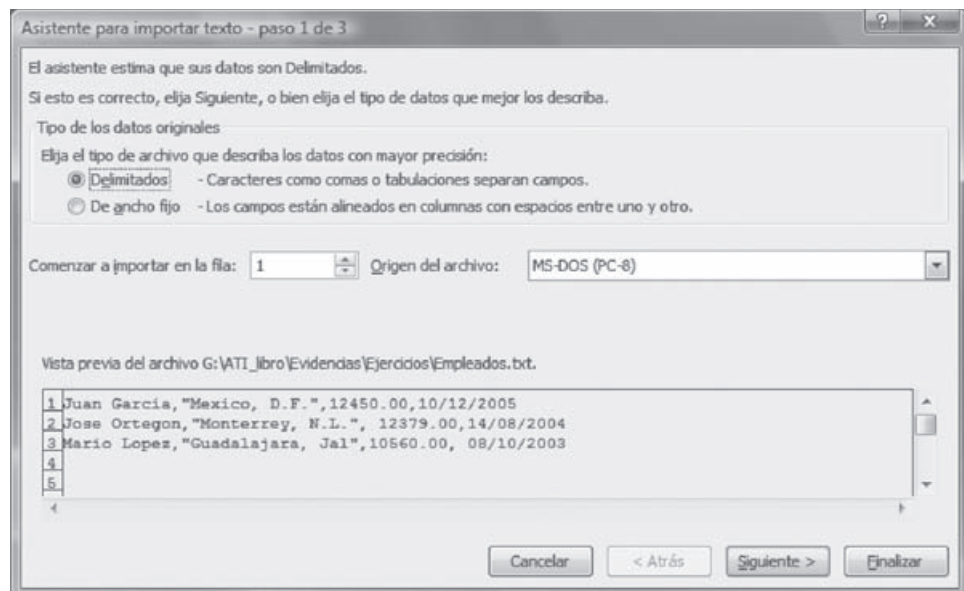 Asistente para importar texto - paso 1 de 3
El asistente estima que sus datos son Delimitados.
Si esto es correcto, elija Siguiente, o bien elija el tipo de datos que mejor los describa.
Tipo de los datos originales
Elija el tipo de archivo que describa los datos con mayor precisión:
Delimitados - Caracteres como comas o tabulaciones separan campos.
De ancho fijo - Los campos están alineados en columnas con espacios entre uno y otro.
Comenzar a importar en la fila: 1 Origen del archivo: MS-DOS (PC-8)
Vista previa del archivo G:\ATI_libro\Evidencias\Ejercicios\Empleados.txt.
1 Juan Garcia,"Mexico, D.F.",12450.00,10/12/2005
2 Jose Ortegon,"Monterrey, N.L.", 12379.00,14/08/2004
3 Mario Lopez,"Guadalajara, Jal",10560.00, 08/10/2003
4
5
Cancelar < Atrás Siguiente > Finalizar